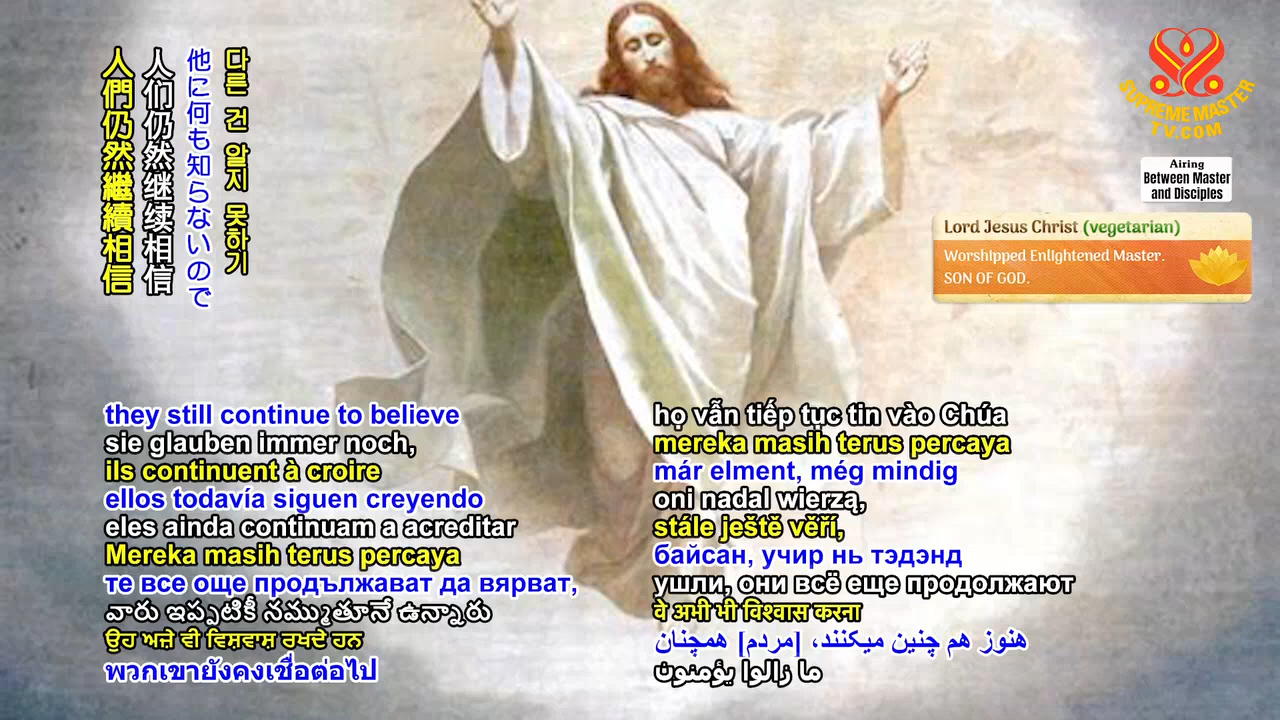 다른 건 알지 못하기
他に何も知らないので
人们仍然继续相信
人們仍然繼續相信
SUPREME MASTER
TV.COM
Airing
Between Master
and Disciples
Lord Jesus Christ (vegetarian)
Worshipped Enlightened Master.
SON OF GOD.
they still continue to believe
sie glauben immer noch,
ils continuent à croire
ellos todavía siguen creyendo
eles ainda continuam a acreditar
Mereka masih terus percaya
те все още продължават да вярват,
వారు ఇప్పటికీ నమ్ముతూనే ఉన్నారు
ਉਹ ਅਜੇ ਵੀ ਵਿਸ਼ਵਾਸ਼ ਰਖਦੇ ਹਨ
พวกเขายังคงเชื่อต่อไป
họ vẫn tiếp tục tin vào Chúa
mereka masih terus percaya
már elment, még mindig
oni nadal wierzą,
stále ještě věří,
байсан, учир нь тэдэнд
ушли, они всё еще продолжают
वे अभी भी विश्वास करना
هنوز هم چنین میکنند، [مردم] همچنان
ما زالوا يؤمنون